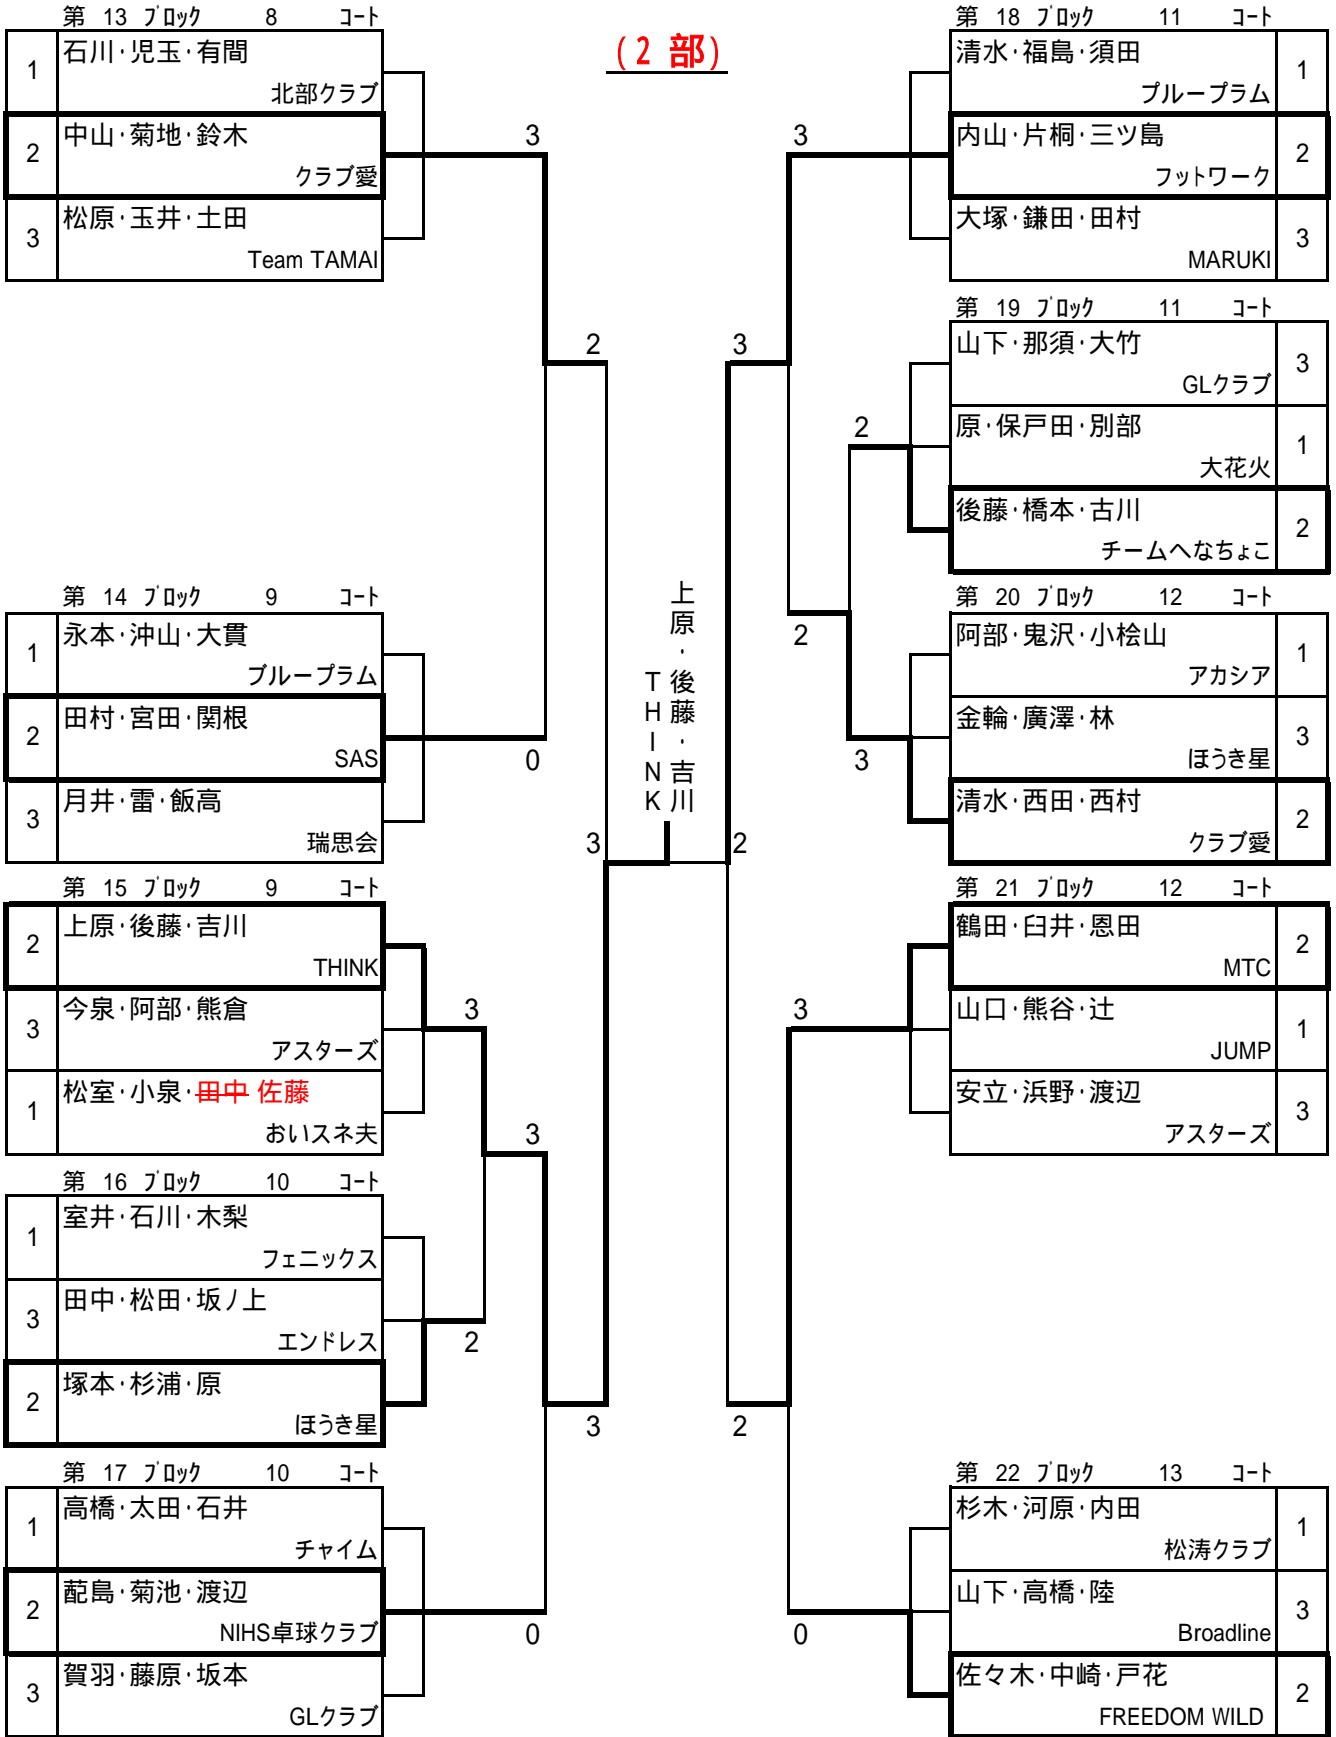 (2 部)
第 13 ブロック 8 コート
1 石川・児玉・有間
北部クラブ
2 中山・菊地・鈴木
クラブ愛
3 松原・玉井・土田
Team TAMAI
3
2
第 14 ブロック 9 コート
1 永本・沖山・大貫
ブループラム
2 田村・宮田・関根
SAS
3 月井・雷・飯高
瑞思会
0
3
第 15 ブロック 9 コート
2 上原・後藤・吉川
THINK
3 今泉・阿部・熊倉
アスターズ
1 松室・小泉・田中 佐藤
おいスネ夫
3
3
第 16 ブロック 10 コート
1 室井・石川・木梨
フェニックス
3 田中・松田・坂ノ上
エンドレス
2 塚本・杉浦・原
ほうき星
2
3
第 17 ブロック 10 コート
1 高橋・太田・石井
チャイム
2 蓜島・菊池・渡辺
NIHS卓球クラブ
3 賀羽・藤原・坂本
GLクラブ
0
上原・後藤・吉川
THINK
第 18 ブロック 11 コート
清水・福島・須田 1
ブループラム
内山・片桐・三ツ島 2
フットワーク
大塚・鎌田・田村 3
MARUKI
3
3
第 19 ブロック 11 コート
山下・那須・大竹 3
GLクラブ
原・保戸田・別部 1
大花火
後藤・橋本・古川 2
チームへなちょこ
2
2
第 20 ブロック 12 コート
阿部・鬼沢・小桧山 1
アカシア
金輪・廣澤・林 3
ほうき星
清水・西田・西村 2
クラブ愛
3
2
第 21 ブロック 12 コート
鶴田・臼井・恩田 2
MTC
山口・熊谷・辻 1
JUMP
安立・浜野・渡辺 3
アスターズ
3
2
第 22 ブロック 13 コート
杉木・河原・内田 1
松涛クラブ
山下・高橋・陸 3
Broadline
佐々木・中崎・戸花 2
FREEDOM WILD
0